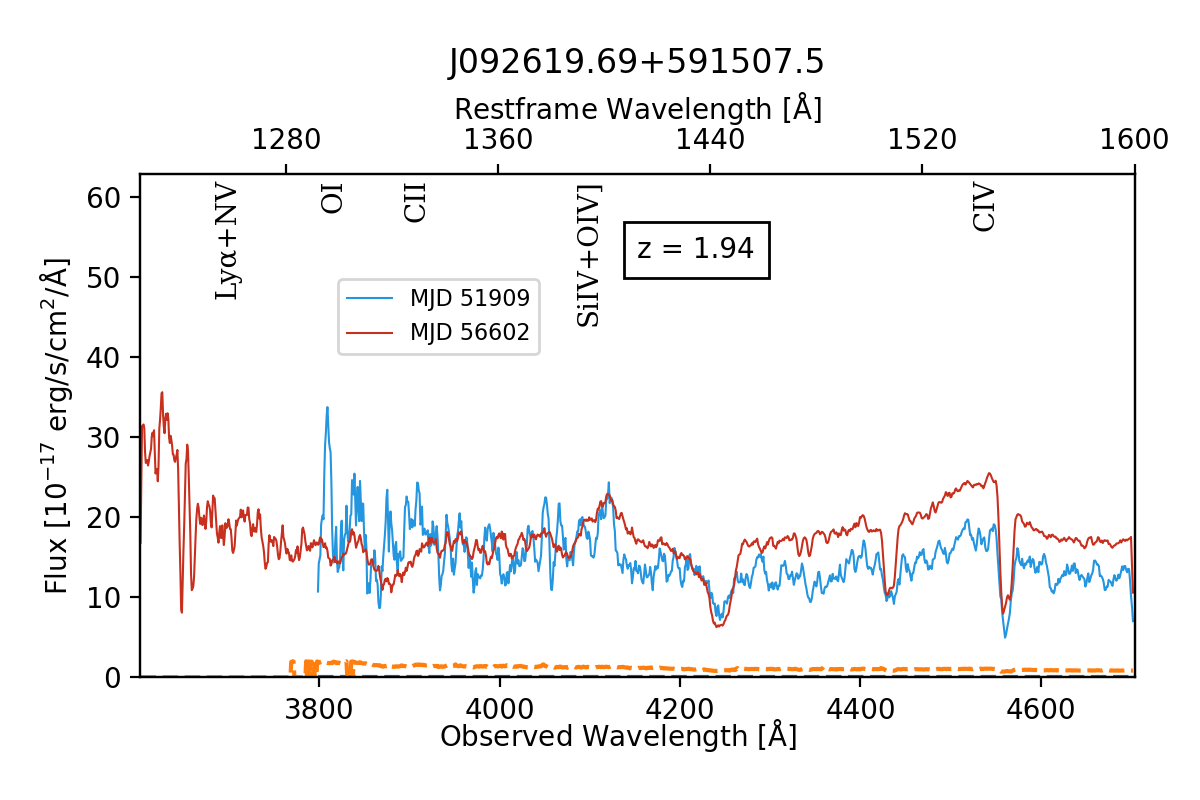 J092619.69+591507.5
Restframe Wavelength [Å]
1280 1360 1440 1520 1600
Lyα+NV
OI
CII
SiIV+OIV]
CIV
z = 1.94
MJD 51909
MJD 56602
Flux [10⁻¹⁷ erg/s/cm²/Å]
60
50
40
30
20
10
0
3800 4000 4200 4400 4600
Observed Wavelength [Å]